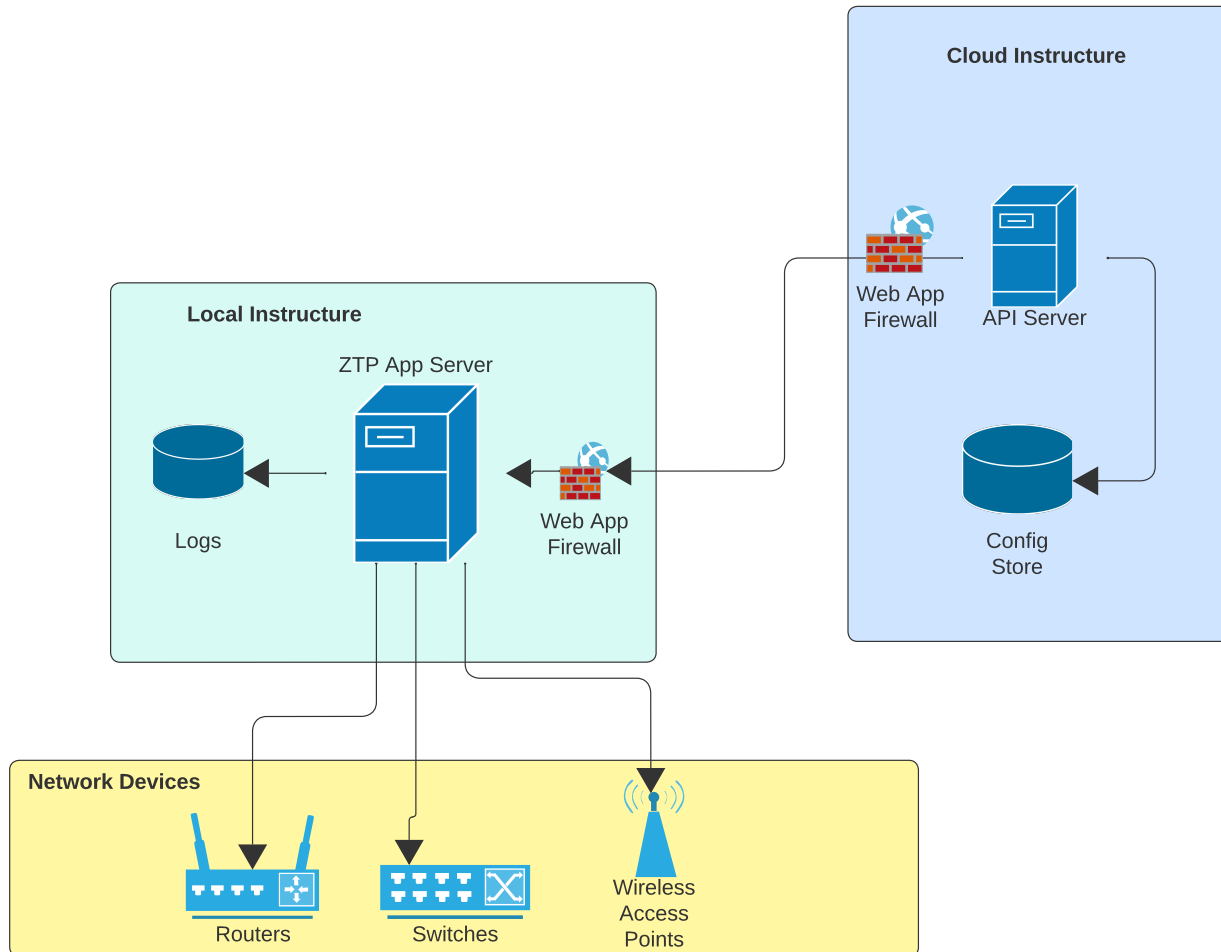 Cloud Instructure
Web App
Firewall
API Server
Config
Store
Local Instructure
ZTP App Server
Logs
Web App
Firewall
Network Devices
Routers
Switches
Wireless
Access
Points